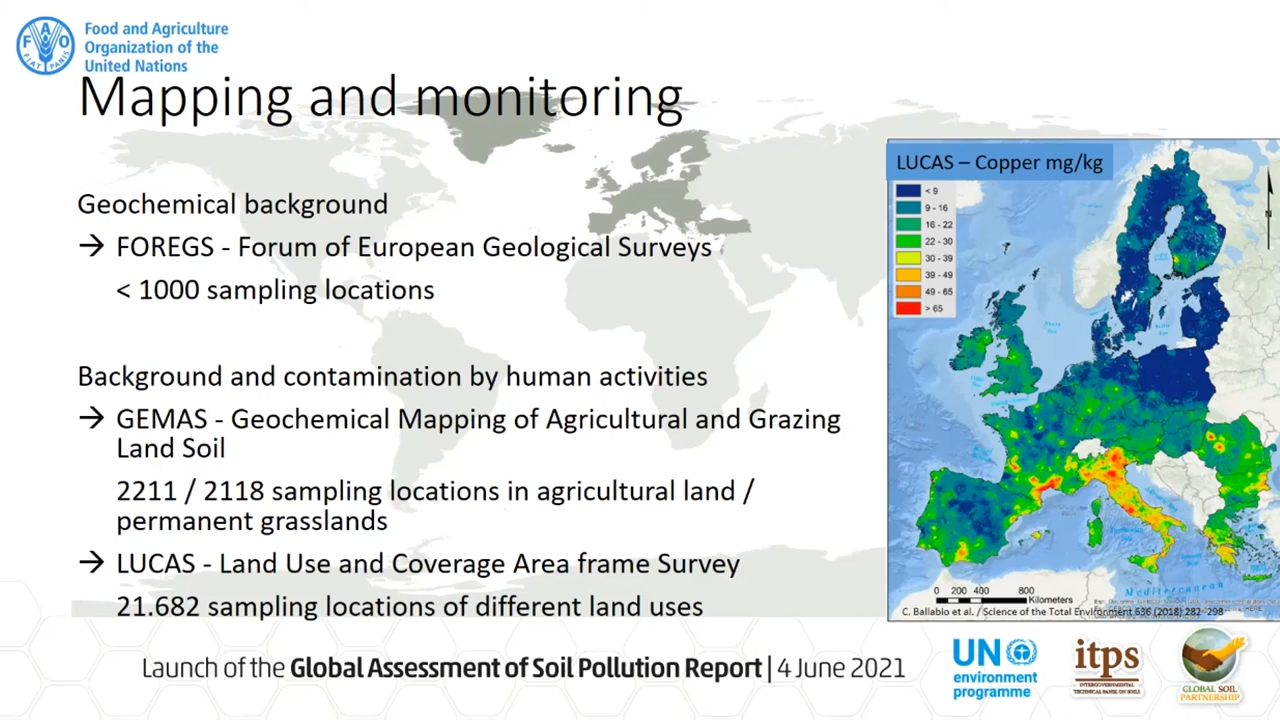 Food and Agriculture
Organization of the
United Nations
Mapping and monitoring
Geochemical background
→ FOREGS - Forum of European Geological Surveys
< 1000 sampling locations
Background and contamination by human activities
→ GEMAS - Geochemical Mapping of Agricultural and Grazing
Land Soil
2211 / 2118 sampling locations in agricultural land /
permanent grasslands
→ LUCAS - Land Use and Coverage Area frame Survey
21.682 sampling locations of different land uses
LUCAS – Copper mg/kg
< 9
9 - 16
16 - 22
22 - 30
30 - 39
39 - 49
49 - 65
> 65
N
Mediterranean
0 200 400 800
Kilometers
C. Ballabio et al. / Science of the Total Environment 636 (2018) 282–298
Launch of the Global Assessment of Soil Pollution Report | 4 June 2021
UN
environment
programme
itps
INTERGOVERNMENTAL
TECHNICAL PANEL ON SOILS
GLOBAL SOIL
PARTNERSHIP